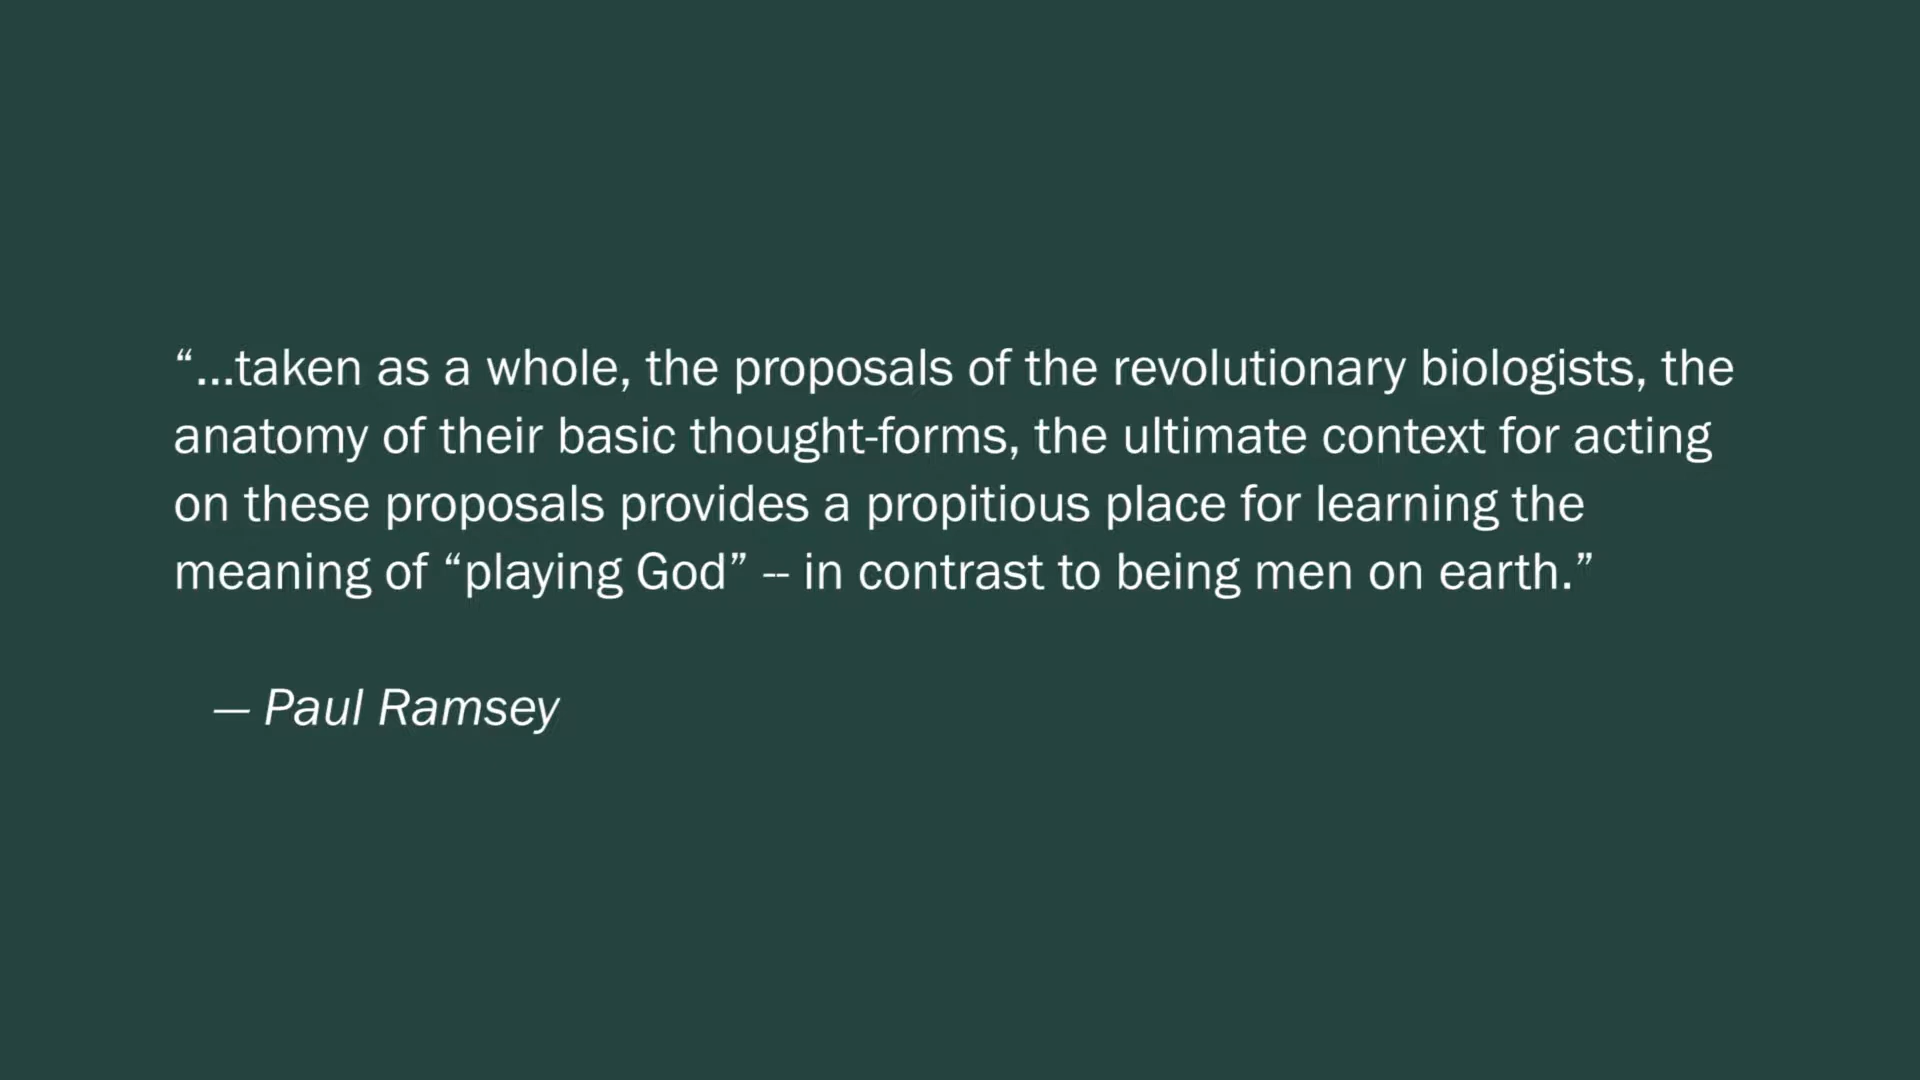 “...taken as a whole, the proposals of the revolutionary biologists, the
anatomy of their basic thought-forms, the ultimate context for acting
on these proposals provides a propitious place for learning the
meaning of “playing God” -- in contrast to being men on earth.”
— Paul Ramsey